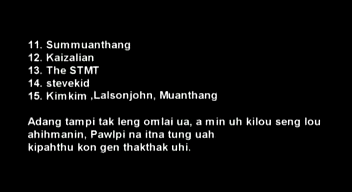 11. Summuanthang
12. Kaizalian
13. The STMT
14. stevekid
15. Kimkim ,Lalsonjohn, Muanthang
Adang tampi tak leng omlai ua, a min uh kilou seng lou
ahihmanin, Pawlpi na itna tung uah
kipahthu kon gen thakthak uhi.